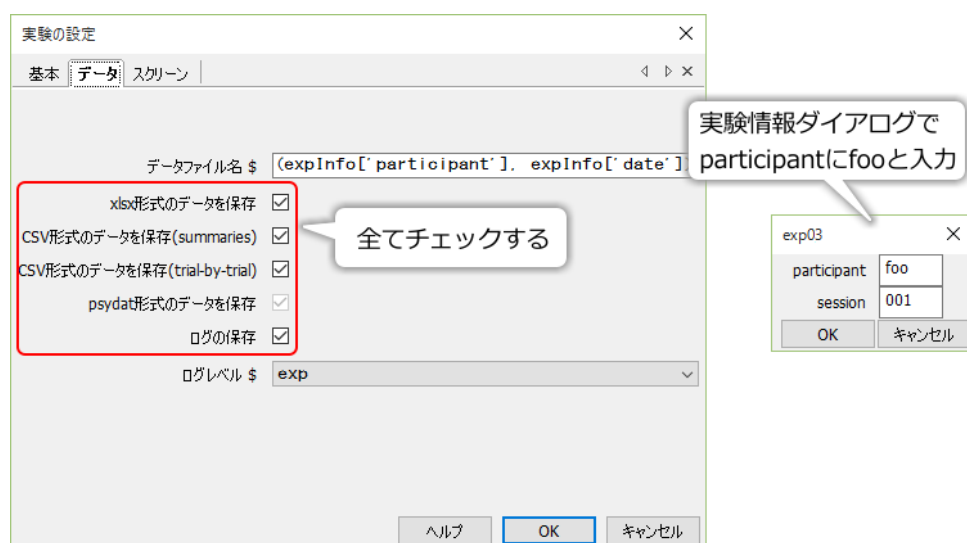 実験の設定
基本 データ スクリーン
データファイル名 $ (expInfo['participant'], expInfo['date']
xlsx形式のデータを保存
CSV形式のデータを保存(summaries)
CSV形式のデータを保存(trial-by-trial)
psydat形式のデータを保存
ログの保存
ログレベル $ exp
ヘルプ OK キャンセル
全てチェックする
実験情報ダイアログで
participantにfooと入力
exp03
participant foo
session 001
OK キャンセル